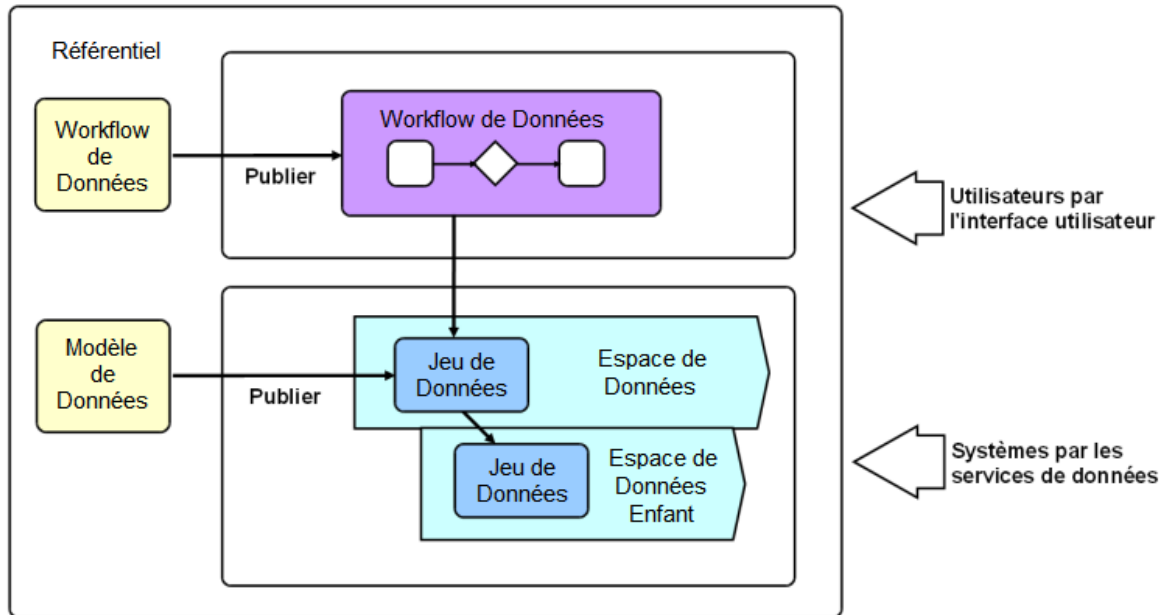 Référentiel
Workflow
de
Données
Publier
Workflow de Données
Utilisateurs par
l'interface utilisateur
Modèle
de
Données
Publier
Jeu de
Données
Espace de
Données
Jeu de
Données
Espace de
Données
Enfant
Systèmes par les
services de données